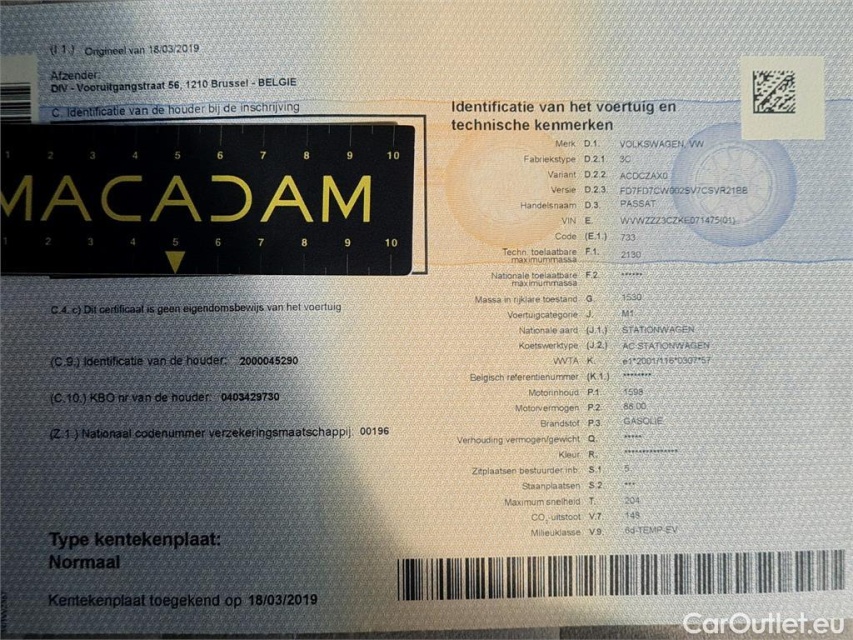 (I.1.) Origineel van 18/03/2019
Afzender:
DIV - Vooruitgangstraat 56, 1210 Brussel - BELGIE
C. Identificatie van de houder bij de inschrijving
1 2 3 4 5 6 7 8 9 10
MACADAM
1 2 3 4 5 6 7 8 9 10
C.4. c) Dit certificaat is geen eigendomsbewijs van het voertuig
(C.9.) Identificatie van de houder: 2000045290
(C.10.) KBO nr van de houder: 0403429730
(Z.1.) Nationaal codenummer verzekeringsmaatschappij: 00196
Type kentekenplaat:
Normaal
Kentekenplaat toegekend op 18/03/2019
Identificatie van het voertuig en
technische kenmerken
Merk D.1. VOLKSWAGEN, VW
Fabriekstype D.2.1 3C
Variant D.2.2. ACDCZAX0
Versie D.2.3. FD7FD7CW0025V7CSVR21BB
Handelsnaam D.3. PASSAT
VIN E. WVWZZZ3CZKE071475(01)
Code (E.1.) 733
Techn. toelaatbare F.1. 2130
maximummassa
Nationale toelaatbare F.2. ******
maximummassa
Massa in rijklare toestand G. 1530
Voertuigcategorie J. M1
Nationale aard (J.1.) STATIONWAGEN
Koetswerktype (J.2.) AC STATIONWAGEN
VVTA K. e1*2001/116*0307*57
Belgisch referentienummer (K.1.) ********
Motorinhoud P.1. 1598
Motorvermogen P.2. 88.00
Brandstof P.3. GASOLIE
Verhouding vermogen/gewicht Q. *****
Kleur R. ***************
Zitplaatsen bestuurder inb. S.1. 5
Staanplaatsen S.2. ***
Maximum snelheid T. 204
CO₂-uitstoot V.7. 148
Milieuklasse V.9. 6d-TEMP-EV
CarOutlet.eu